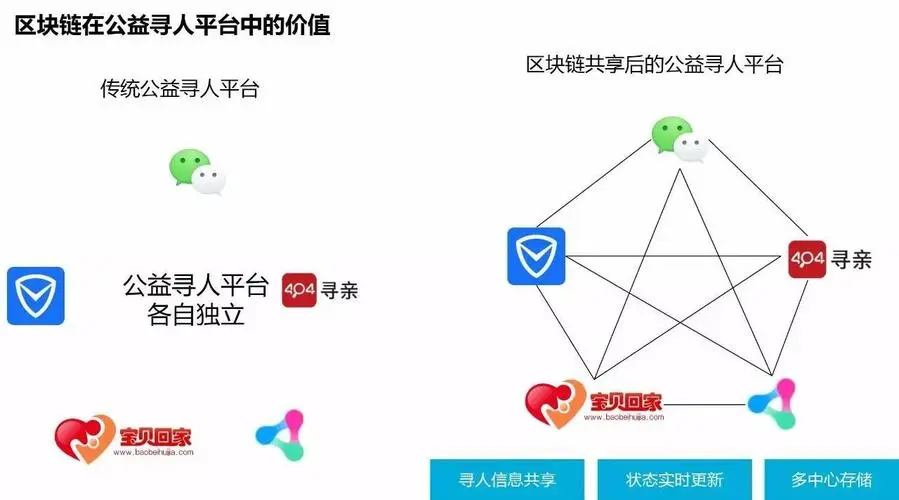 区块链在公益寻人平台中的价值
传统公益寻人平台
公益寻人平台
各自独立
404 寻亲
宝贝回家
www.baobeihuijia.com
区块链共享后的公益寻人平台
404 寻亲
宝贝回家
www.baobeihuijia.com
寻人信息共享
状态实时更新
多中心存储